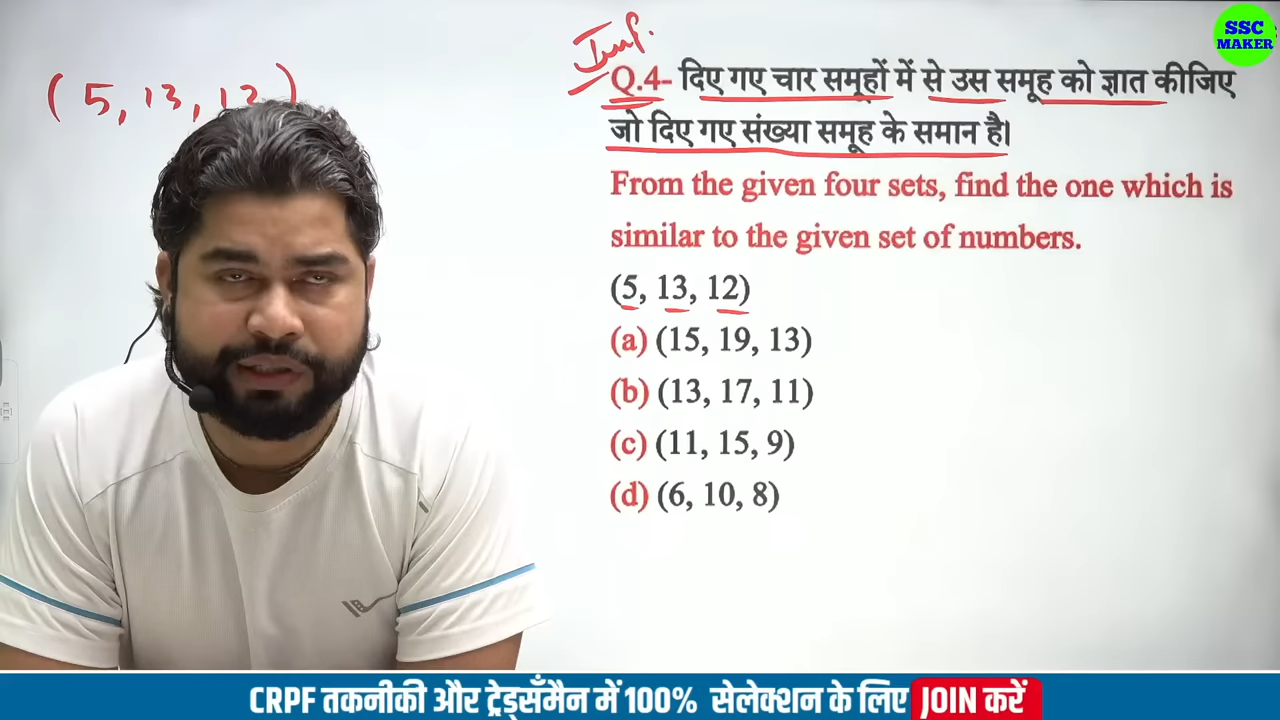 SSC
MAKER
Imp.
(5, 13, 12)
Q.4- दिए गए चार समूहों में से उस समूह को ज्ञात कीजिए
जो दिए गए संख्या समूह के समान है।
From the given four sets, find the one which is
similar to the given set of numbers.
(5, 13, 12)
(a) (15, 19, 13)
(b) (13, 17, 11)
(c) (11, 15, 9)
(d) (6, 10, 8)
CRPF तकनीकी और ट्रेड्सँमैन में 100% सेलेक्शन के लिए JOIN करें